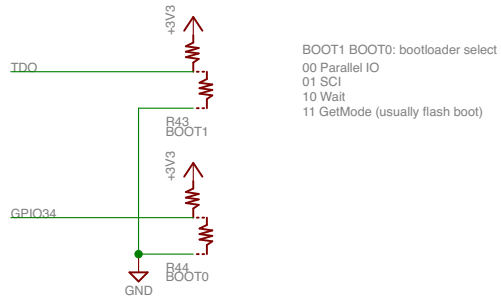 +3V3
TDO
R43
BOOT1
+3V3
GPIO34
R44
BOOT0
GND
BOOT1 BOOT0: bootloader select
00 Parallel IO
01 SCI
10 Wait
11 GetMode (usually flash boot)